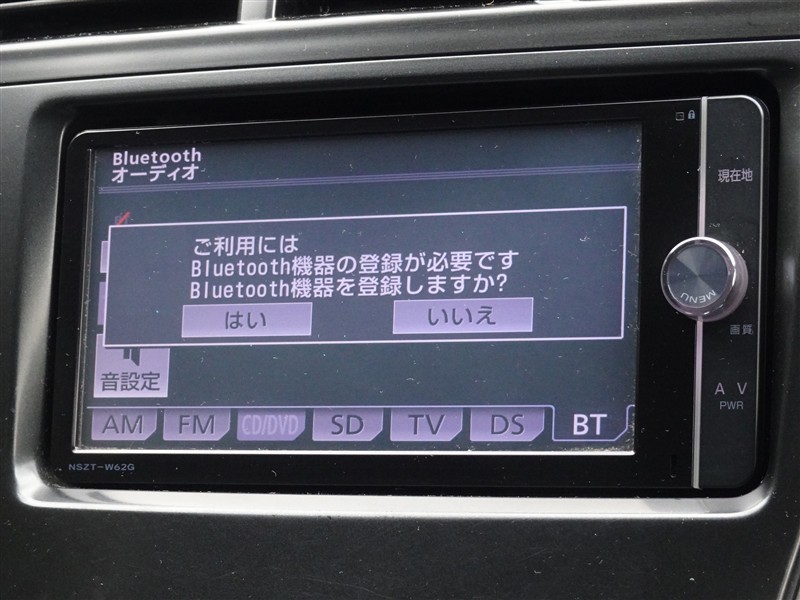 Bluetooth
オーディオ
ご利用には
Bluetooth機器の登録が必要です
Bluetooth機器を登録しますか?
はい
いいえ
音設定
AM
FM
CD/DVD
SD
TV
DS
BT
NSZT-W62G
現在地
MENU
画質
A V
PWR